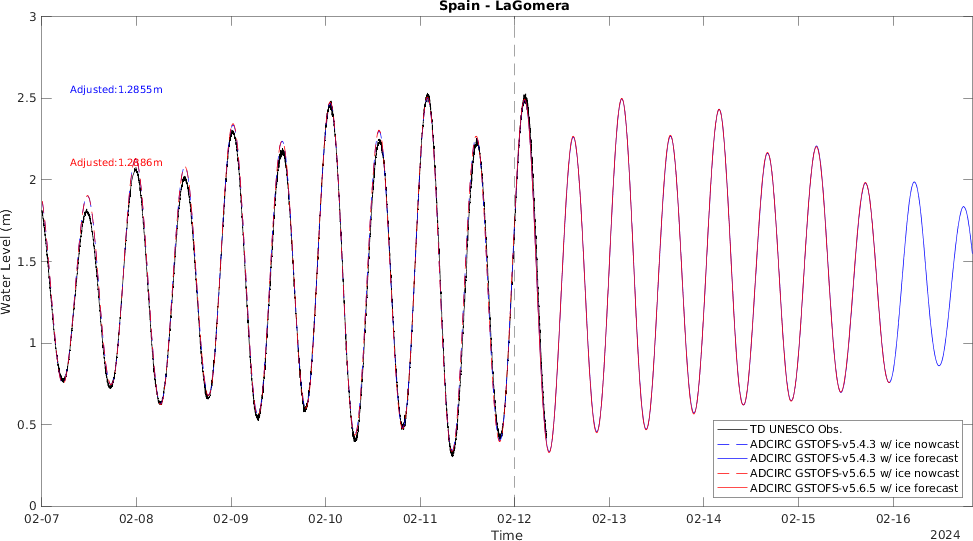 Spain - LaGomera
3
2.5
2
1.5
1
0.5
0
Water Level (m)
Adjusted:1.2855m
Adjusted:1.2886m
TD UNESCO Obs.
ADCIRC GSTOFS-v5.4.3 w/ ice nowcast
ADCIRC GSTOFS-v5.4.3 w/ ice forecast
ADCIRC GSTOFS-v5.6.5 w/ ice nowcast
ADCIRC GSTOFS-v5.6.5 w/ ice forecast
02-07 02-08 02-09 02-10 02-11 02-12 02-13 02-14 02-15 02-16
Time
2024